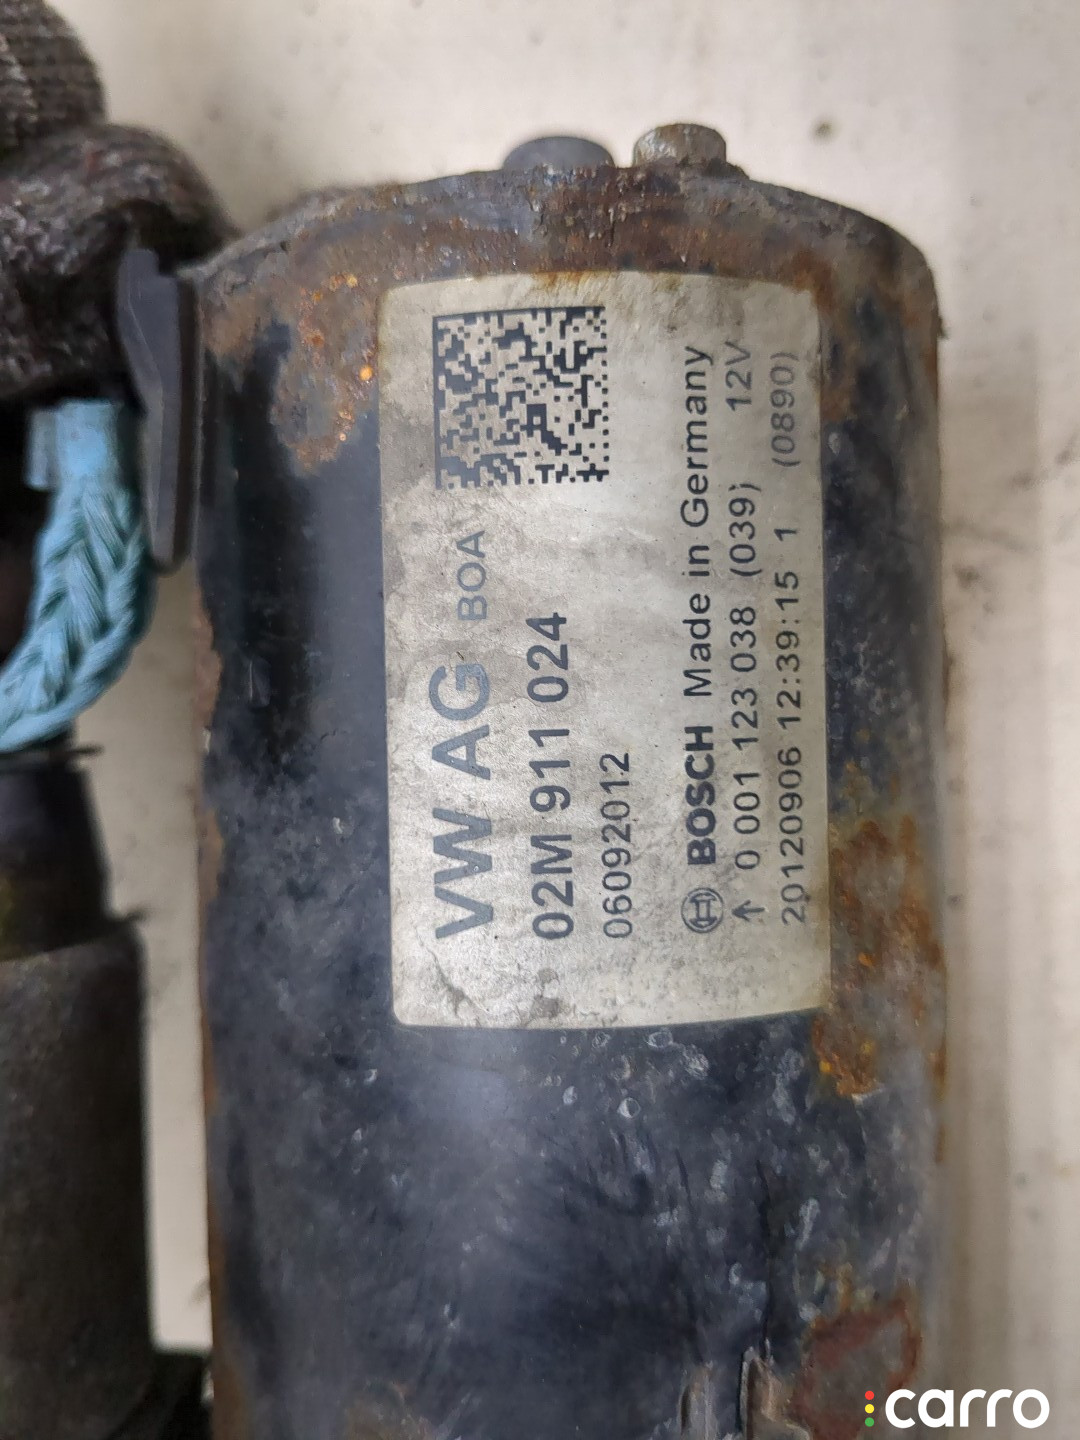 VW AG BOA
02M 911 024
06092012
BOSCH Made in Germany
↑ 0 001 123 038 (039) 12V
20120906 12:39:15 1 (0890)
carro